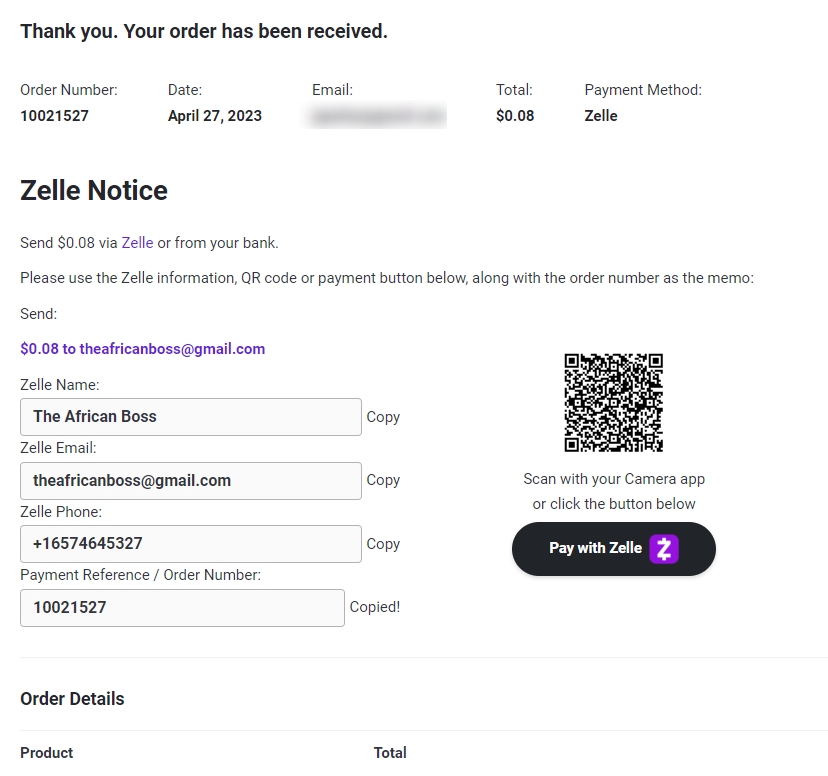 Thank you. Your order has been received.
Order Number: Date: Email: Total: Payment Method:
10021527 April 27, 2023 $0.08 Zelle
Zelle Notice
Send $0.08 via Zelle or from your bank.
Please use the Zelle information, QR code or payment button below, along with the order number as the memo:
Send:
$0.08 to theafricanboss@gmail.com
Zelle Name:
The African Boss Copy
Zelle Email:
theafricanboss@gmail.com Copy
Zelle Phone:
+16574645327 Copy
Payment Reference / Order Number:
10021527 Copied!
Scan with your Camera app
or click the button below
Pay with Zelle
Order Details
Product Total